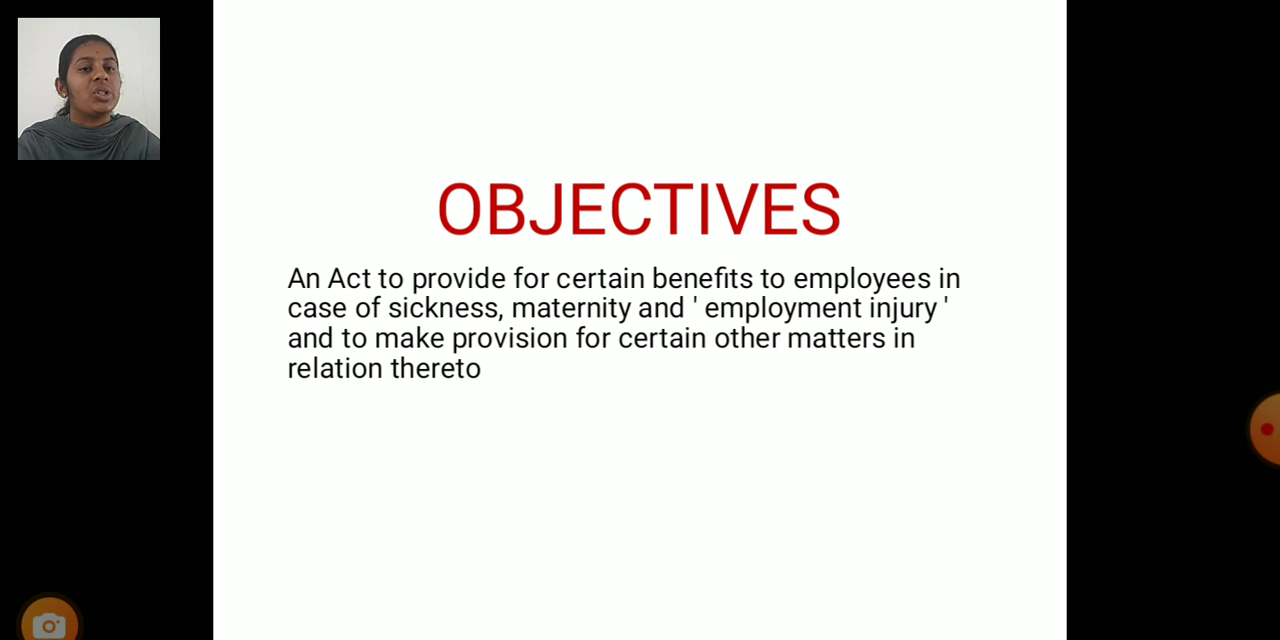 OBJECTIVES
An Act to provide for certain benefits to employees in
case of sickness, maternity and ' employment injury '
and to make provision for certain other matters in
relation thereto